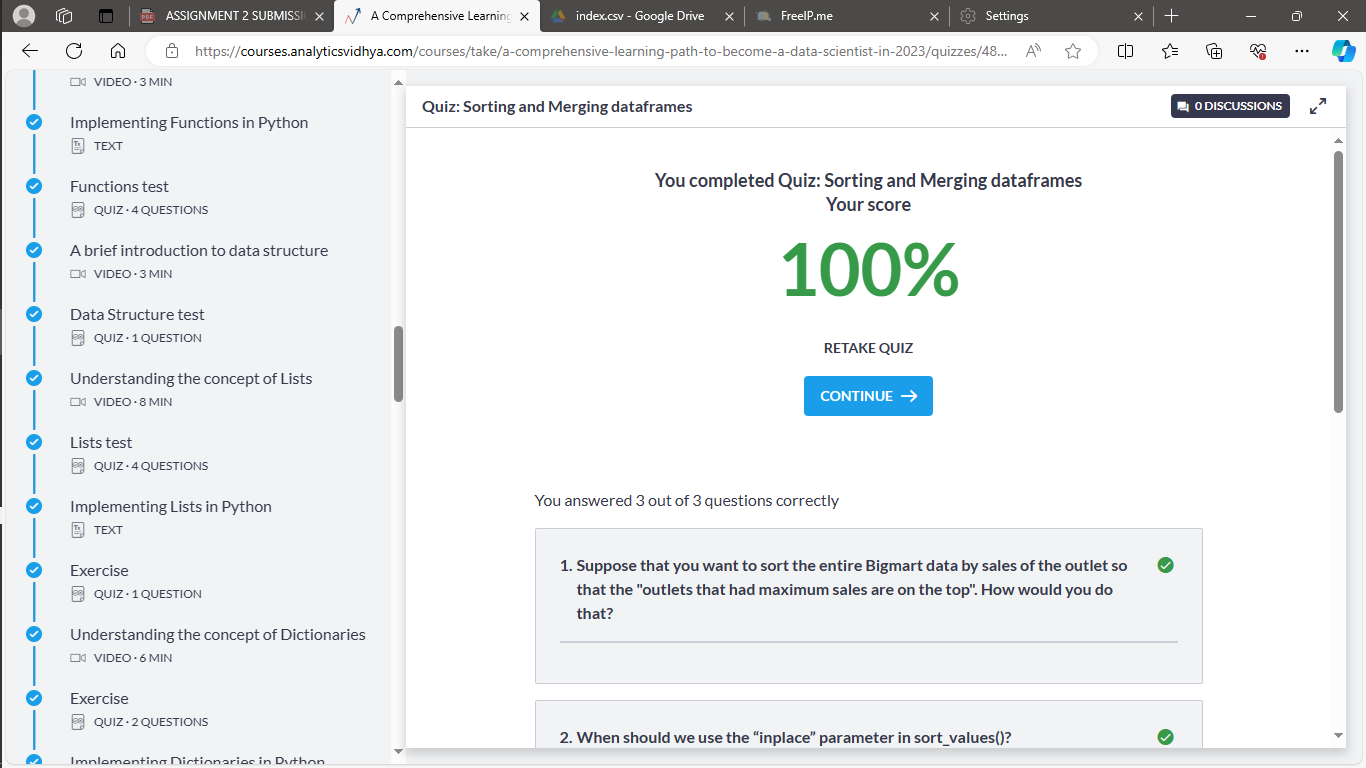 ASSIGNMENT 2 SUBMISSI
A Comprehensive Learning
index.csv - Google Drive
FreeIP.me
Settings
https://courses.analyticsvidhya.com/courses/take/a-comprehensive-learning-path-to-become-a-data-scientist-in-2023/quizzes/48...
VIDEO · 3 MIN
Implementing Functions in Python
TEXT
Functions test
QUIZ · 4 QUESTIONS
A brief introduction to data structure
VIDEO · 3 MIN
Data Structure test
QUIZ · 1 QUESTION
Understanding the concept of Lists
VIDEO · 8 MIN
Lists test
QUIZ · 4 QUESTIONS
Implementing Lists in Python
TEXT
Exercise
QUIZ · 1 QUESTION
Understanding the concept of Dictionaries
VIDEO · 6 MIN
Exercise
QUIZ · 2 QUESTIONS
Implementing Dictionaries in Python
Quiz: Sorting and Merging dataframes
0 DISCUSSIONS
You completed Quiz: Sorting and Merging dataframes
Your score
100%
RETAKE QUIZ
CONTINUE →
You answered 3 out of 3 questions correctly
1. Suppose that you want to sort the entire Bigmart data by sales of the outlet so
that the "outlets that had maximum sales are on the top". How would you do
that?
2. When should we use the “inplace” parameter in sort_values()?